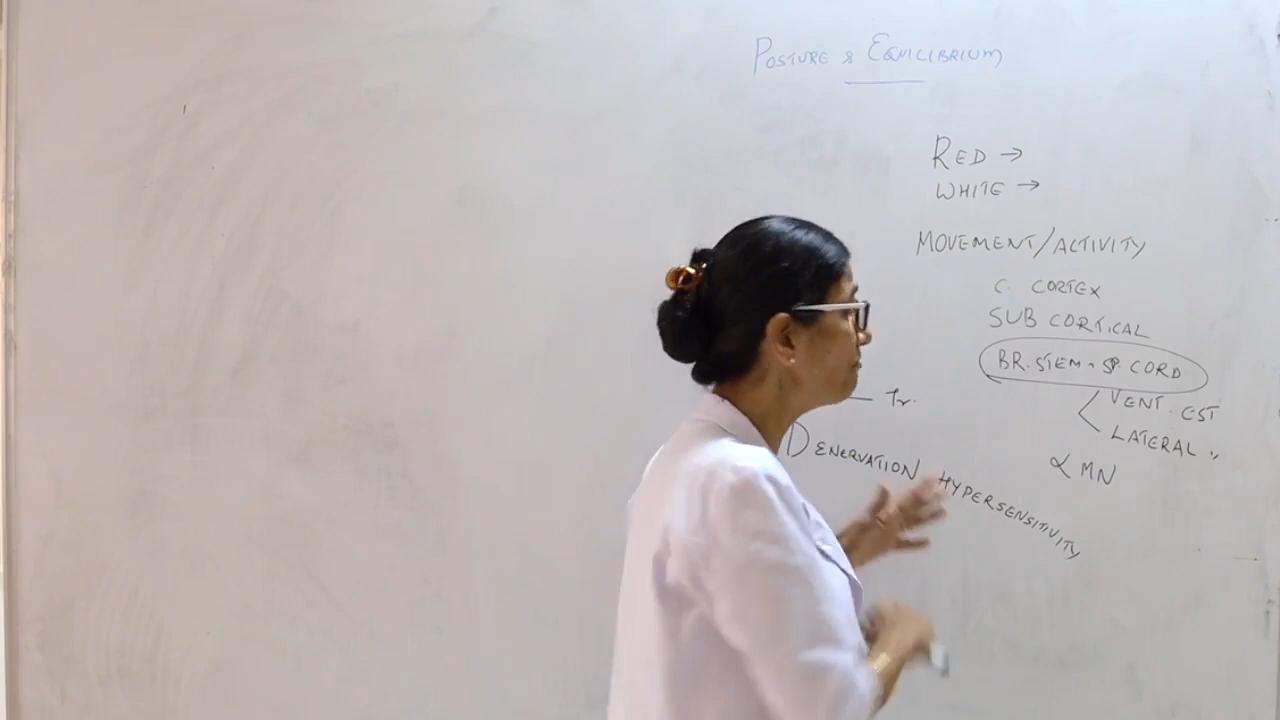 POSTURE & EQUILIBRIUM
RED →
WHITE →
MOVEMENT/ACTIVITY
C. CORTEX
SUB CORTICAL
BR. STEM - SP. CORD
VENT. CST
LATERAL "
α MN
Tr.
DENERVATION HYPERSENSITIVITY